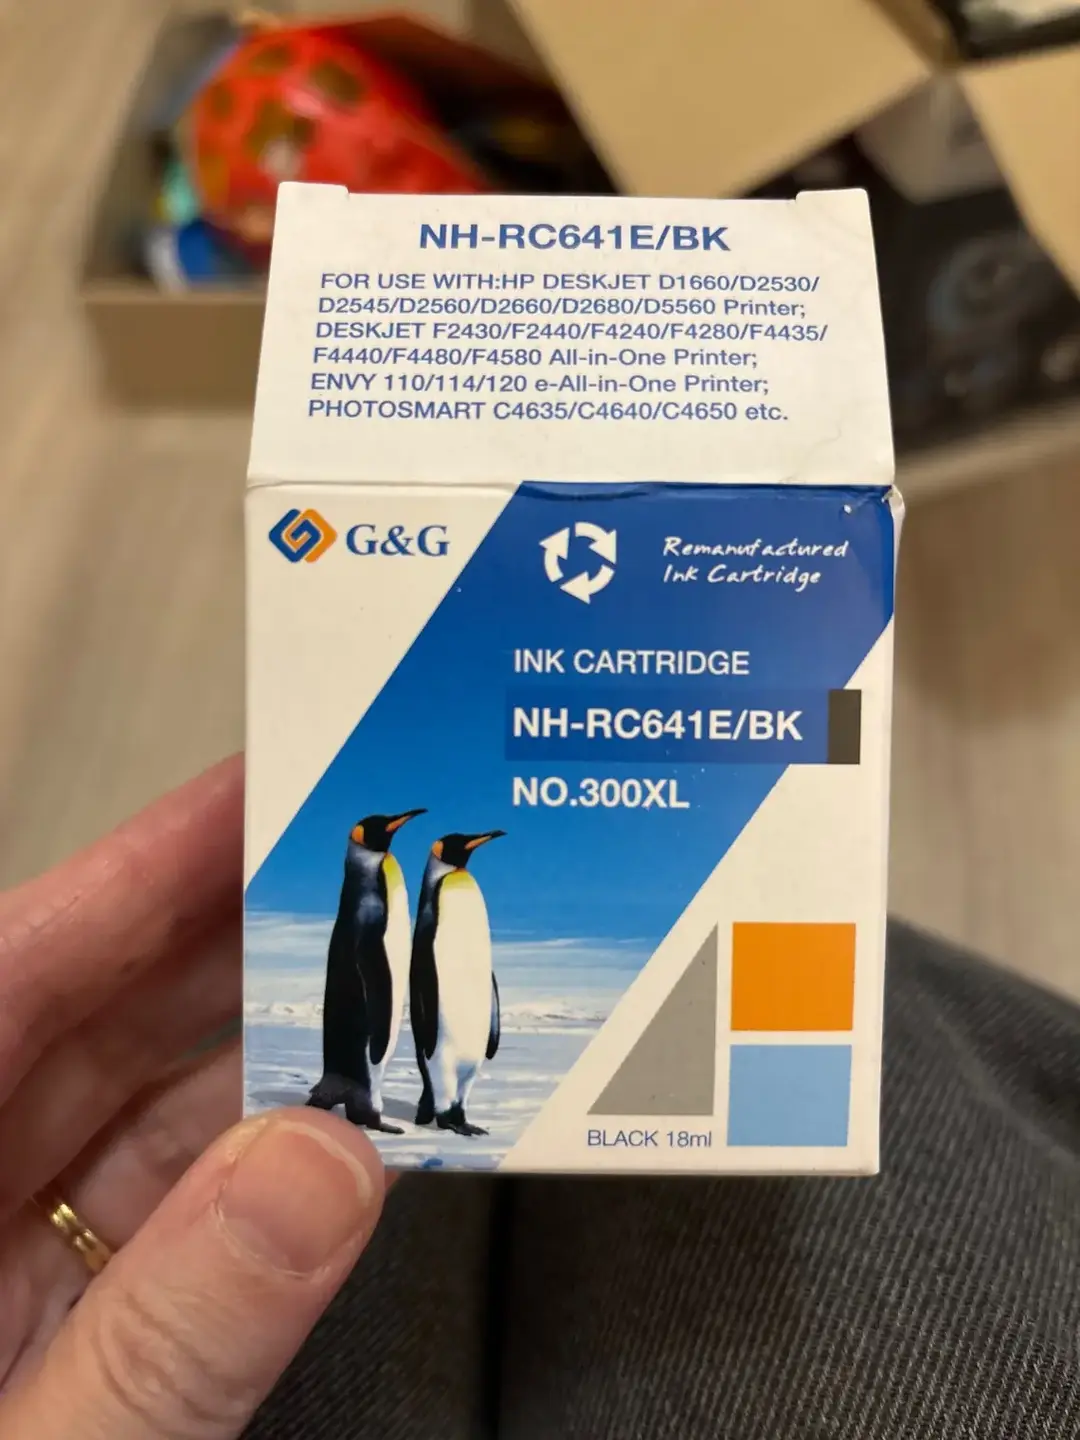 NH-RC641E/BK
FOR USE WITH:HP DESKJET D1660/D2530/
D2545/D2560/D2660/D2680/D5560 Printer;
DESKJET F2430/F2440/F4240/F4280/F4435/
F4440/F4480/F4580 All-in-One Printer;
ENVY 110/114/120 e-All-in-One Printer;
PHOTOSMART C4635/C4640/C4650 etc.
G&G
Remanufactured
Ink Cartridge
INK CARTRIDGE
NH-RC641E/BK
NO.300XL
BLACK 18ml